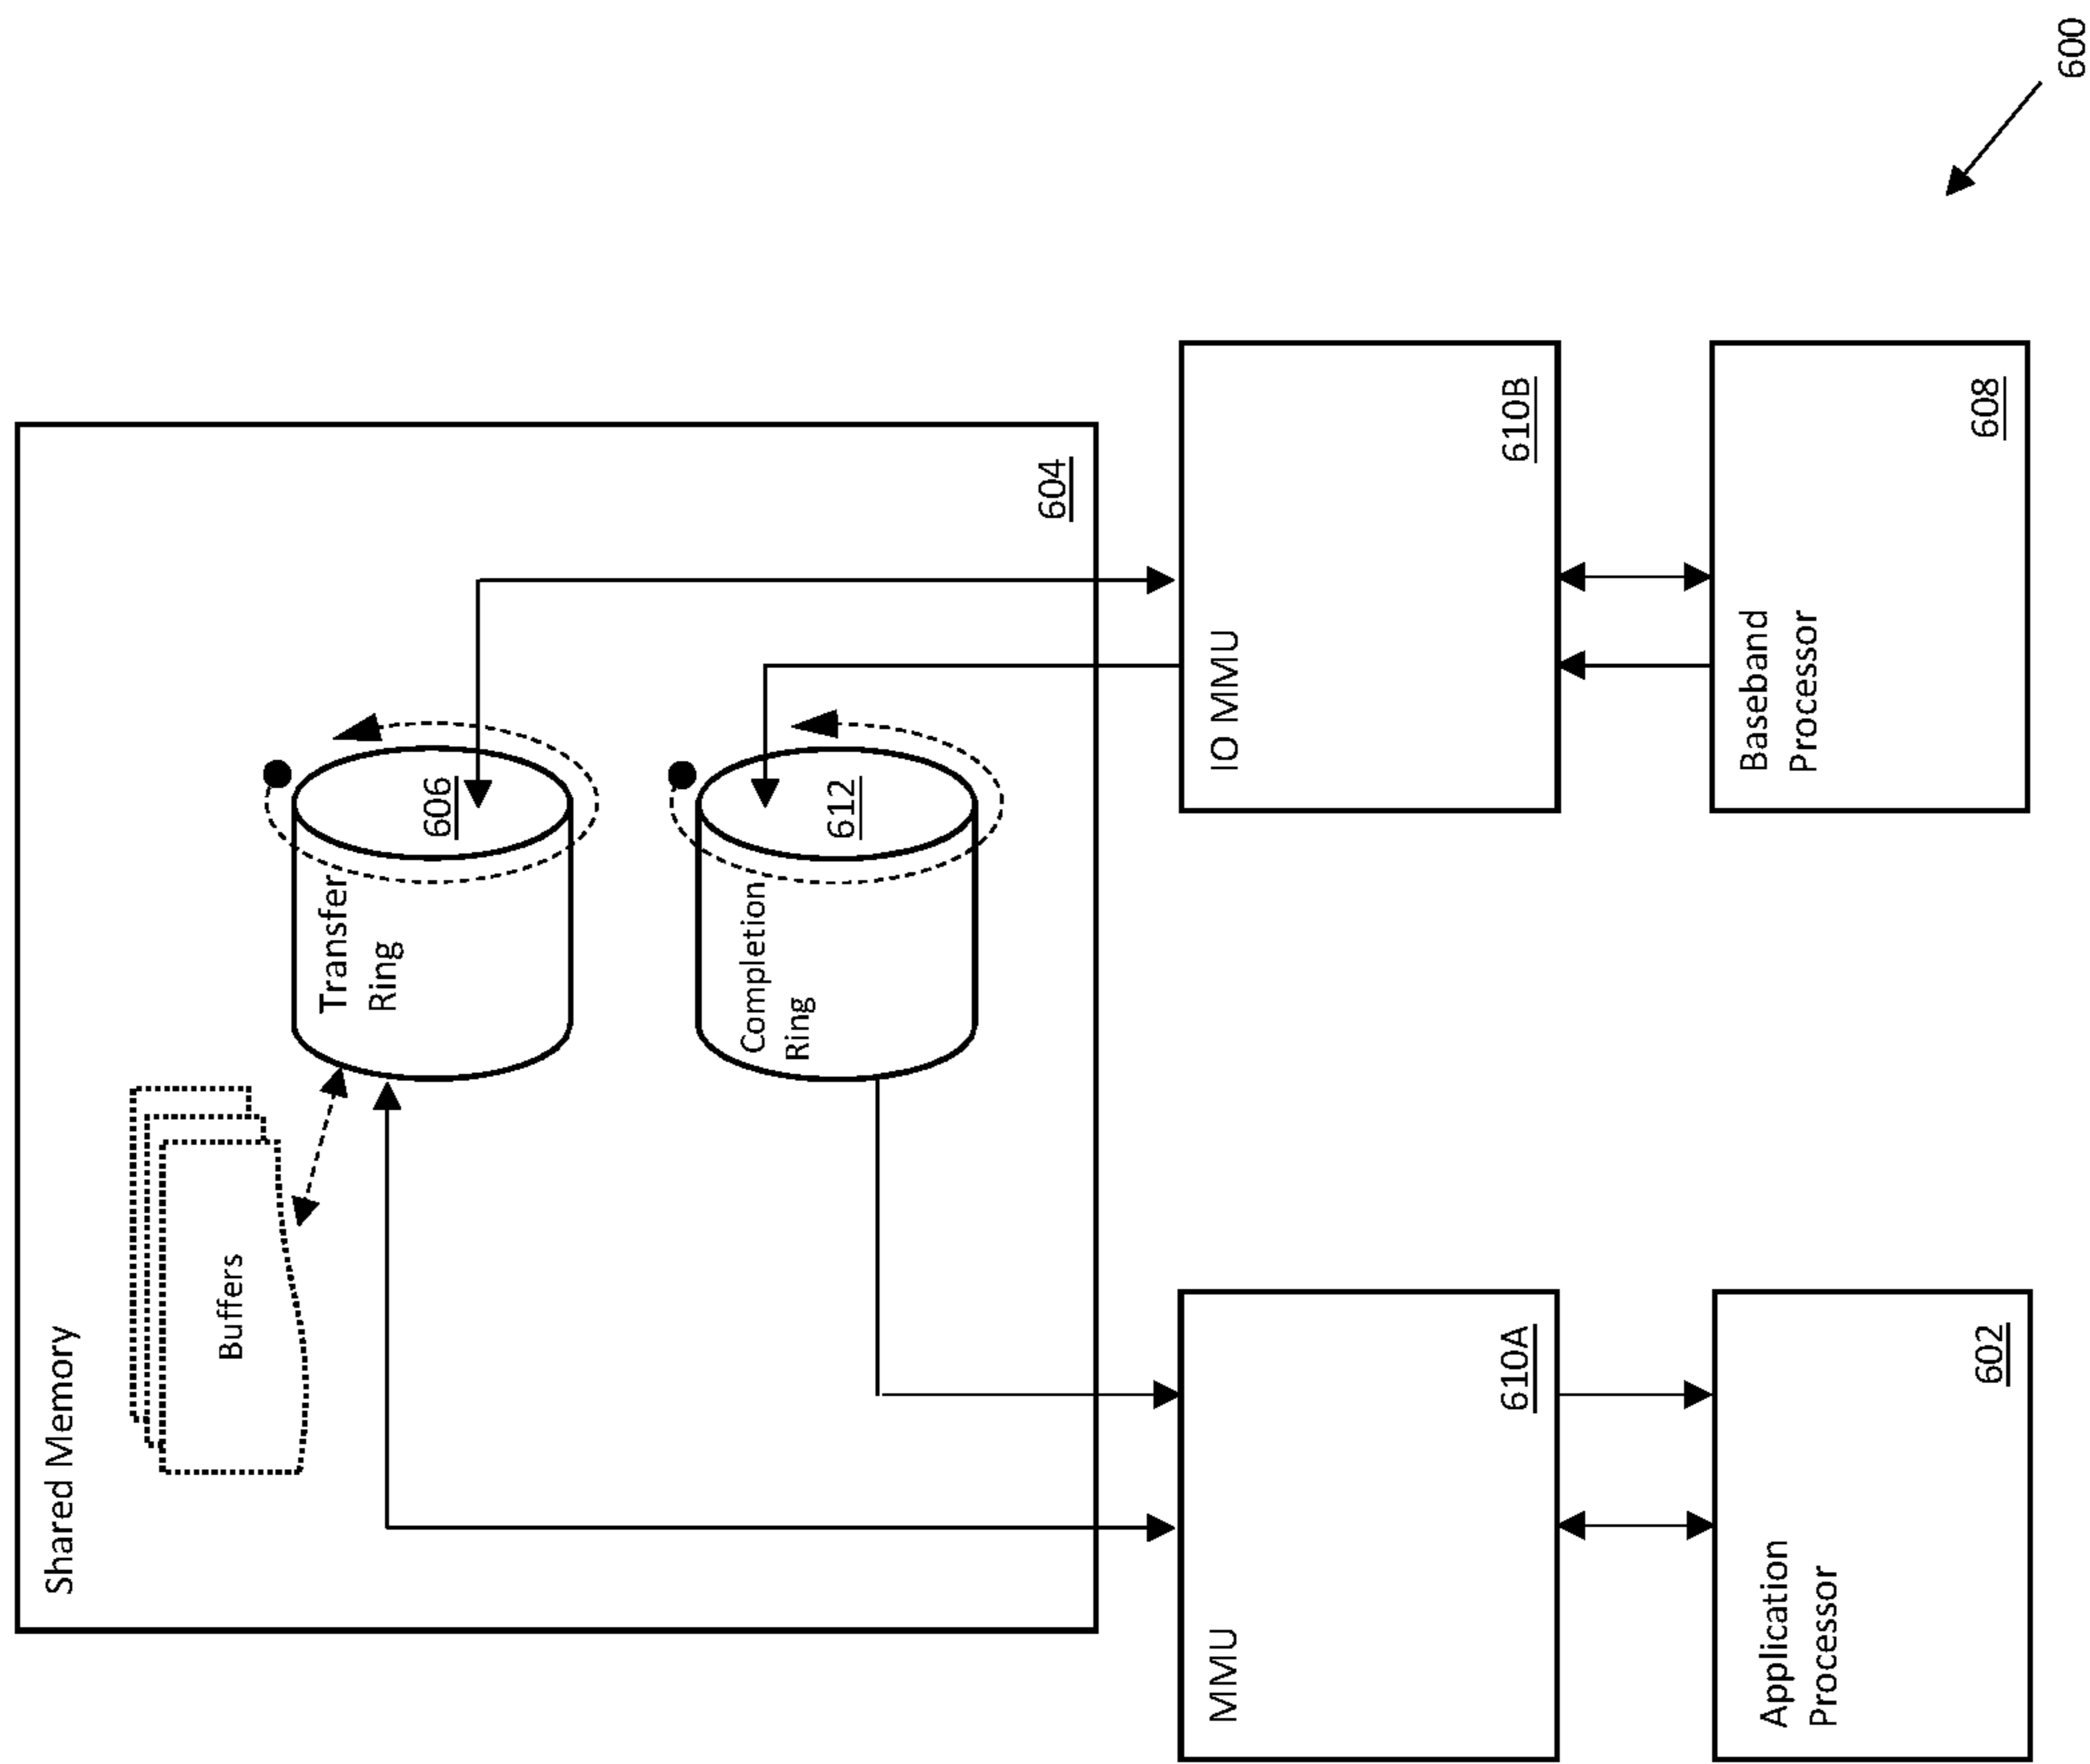 Shared Memory
Buffers
Transfer
Ring
606
Completion
Ring
612
604
MMU
610A
IO MMU
610B
Application
Processor
602
Baseband
Processor
608
600